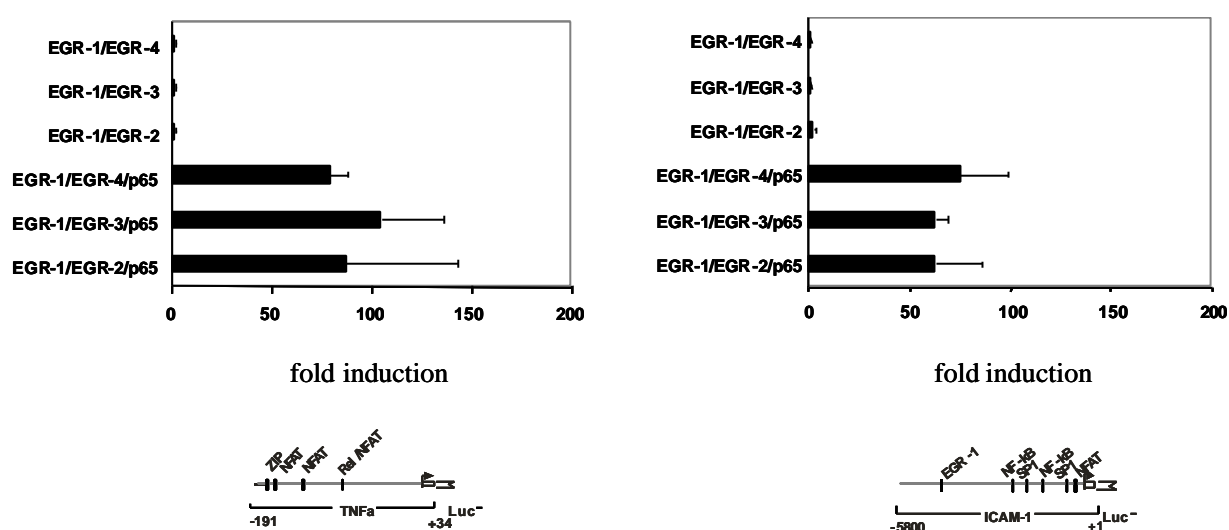 EGR-1/EGR-4
EGR-1/EGR-3
EGR-1/EGR-2
EGR-1/EGR-4/p65
EGR-1/EGR-3/p65
EGR-1/EGR-2/p65
0 50 100 150 200
fold induction
ZIP NFAT NFAT Rel/NFAT
TNFa Luc
-191 +34
EGR-1/EGR-4
EGR-1/EGR-3
EGR-1/EGR-2
EGR-1/EGR-4/p65
EGR-1/EGR-3/p65
EGR-1/EGR-2/p65
0 50 100 150 200
fold induction
EGR-1 NF-kB SP1 NF-kB SP1 NFAT
ICAM-1 Luc
-5800 +1